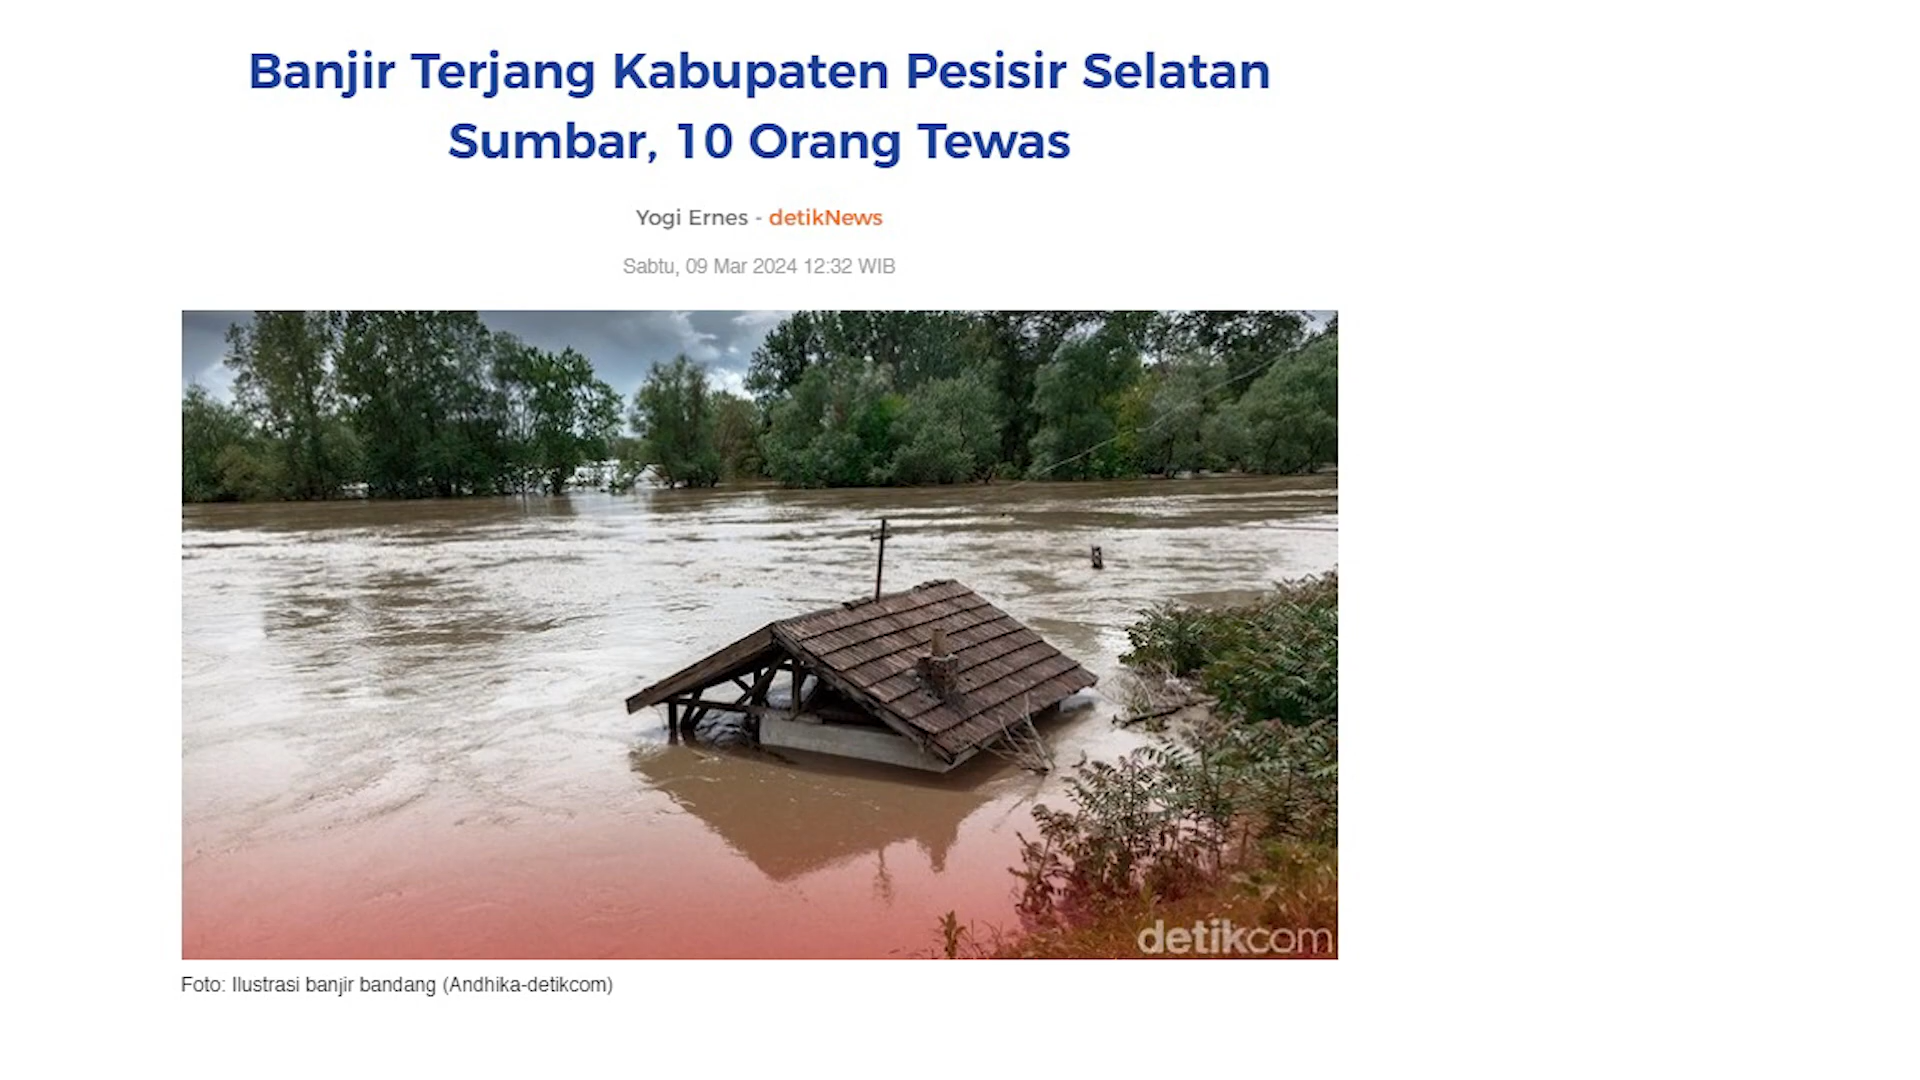 Banjir Terjang Kabupaten Pesisir Selatan
Sumbar, 10 Orang Tewas
Yogi Ernes - detikNews
Sabtu, 09 Mar 2024 12:32 WIB
detikcom
Foto: Ilustrasi banjir bandang (Andhika-detikcom)